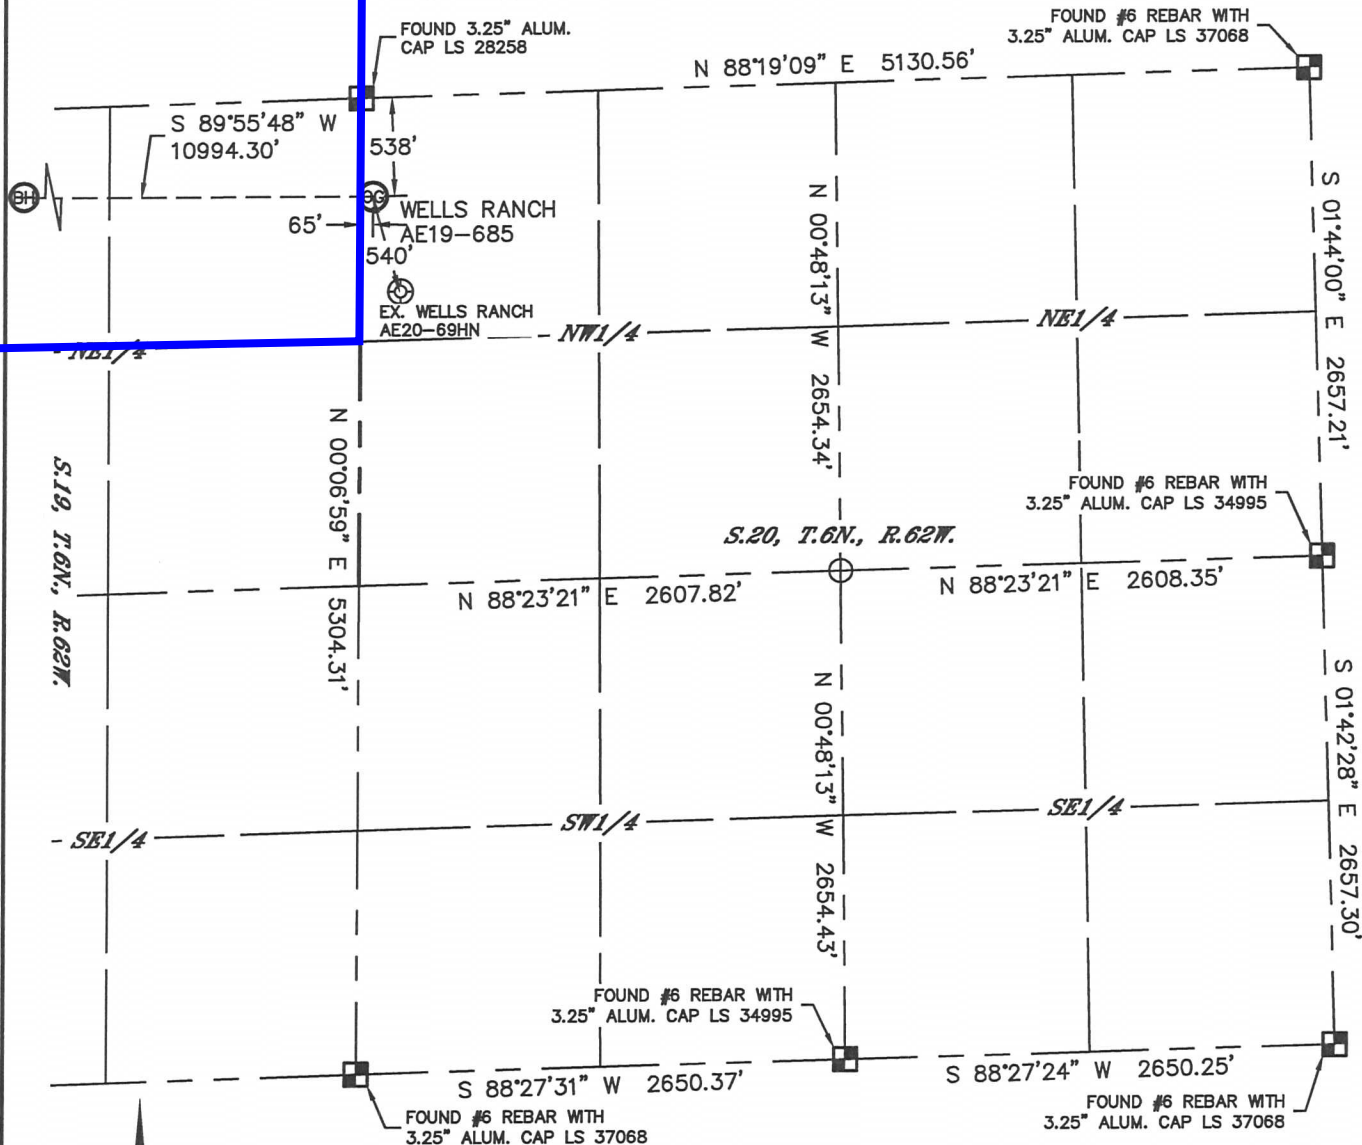 FOUND 3.25" ALUM.
CAP LS 28258
FOUND #6 REBAR WITH
3.25" ALUM. CAP LS 37068
N 88°19'09" E 5130.56'
S 89°55'48" W
10994.30'
538'
BH
65'
WELLS RANCH
AE19-685
540'
EX. WELLS RANCH
AE20-69HN
- NE1/4
NW1/4
NE1/4
N 00°48'13" W 2654.34'
S 01°44'00" E 2657.21'
N 00°06'59" E 5304.31'
S.19, T.6N., R.62W.
FOUND #6 REBAR WITH
3.25" ALUM. CAP LS 34995
S.20, T.6N., R.62W.
N 88°23'21" E 2607.82'
N 88°23'21" E 2608.35'
N 00°48'13" W 2654.43'
S 01°42'28" E 2657.30'
- SE1/4
SW1/4
SE1/4
FOUND #6 REBAR WITH
3.25" ALUM. CAP LS 34995
S 88°27'31" W 2650.37'
S 88°27'24" W 2650.25'
FOUND #6 REBAR WITH
3.25" ALUM. CAP LS 37068
FOUND #6 REBAR WITH
3.25" ALUM. CAP LS 37068